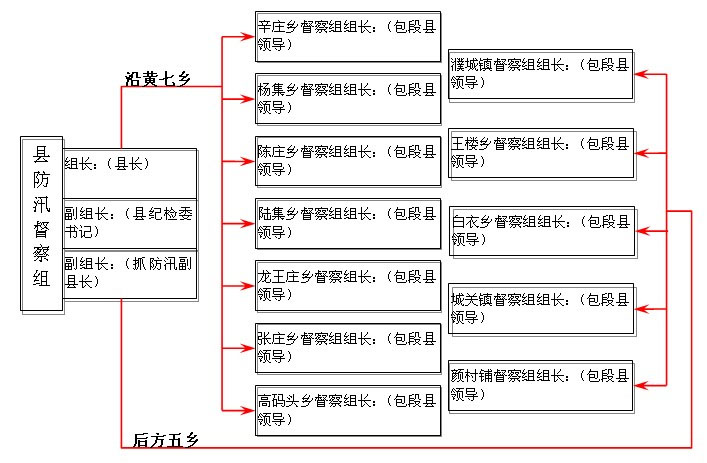 县防汛督察组
组长：（县长）
副组长：（县纪检委
书记）
副组长：（抓防汛副
县长）
沿黄七乡
辛庄乡督察组组长：（包段县
领导）
杨集乡督察组组长：（包段县
领导）
陈庄乡督察组组长：（包段县
领导）
陆集乡督察组组长：（包段县
领导）
龙王庄乡督察组组长：（包段县
领导）
张庄乡督察组组长：（包段县
领导）
高码头乡督察组组长：（包段县
领导）
后方五乡
濮城镇督察组组长：（包段县
领导）
王楼乡督察组组长：（包段县
领导）
白衣乡督察组组长：（包段县
领导）
城关镇督察组组长：（包段县
领导）
颜村铺督察组组长：（包段县
领导）